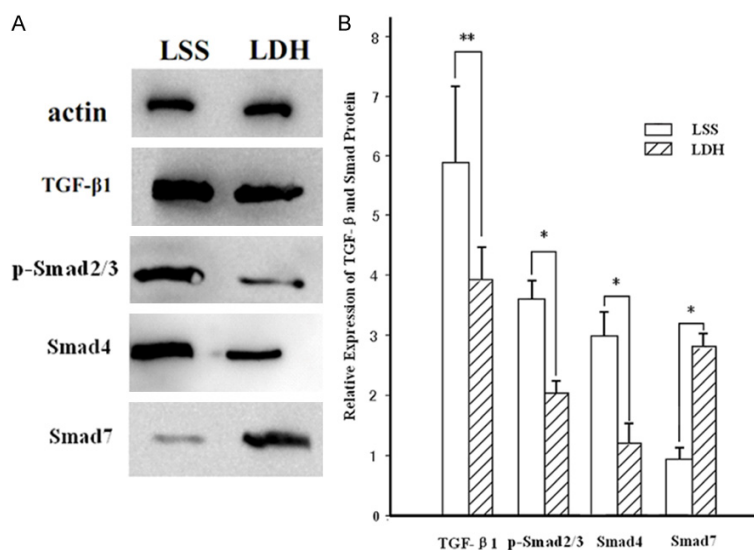 A
LSS LDH
actin
TGF-β1
p-Smad2/3
Smad4
Smad7
B
Relative Expression of TGF- β and Smad Protein
8
7
6
5
4
3
2
1
0
**
*
*
*
LSS
LDH
TGF- β 1 p-Smad2/3 Smad4 Smad7